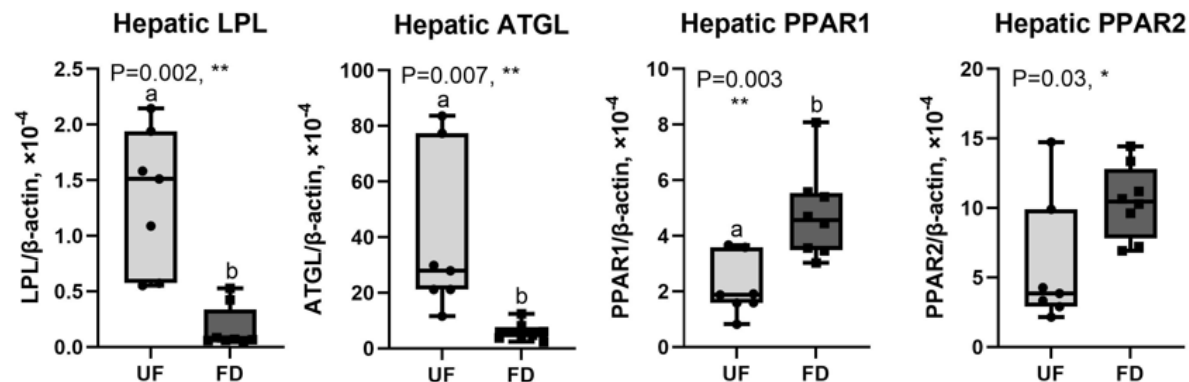 Hepatic LPL
P=0.002, **
a
b
LPL/β-actin, ×10⁻⁴
2.5
2.0
1.5
1.0
0.5
0.0
UF
FD
Hepatic ATGL
P=0.007, **
a
b
ATGL/β-actin, ×10⁻⁴
100
80
60
40
20
0
UF
FD
Hepatic PPAR1
P=0.003
**
a
b
PPAR1/β-actin, ×10⁻⁴
10
8
6
4
2
0
UF
FD
Hepatic PPAR2
P=0.03, *
PPAR2/β-actin, ×10⁻⁴
20
15
10
5
0
UF
FD